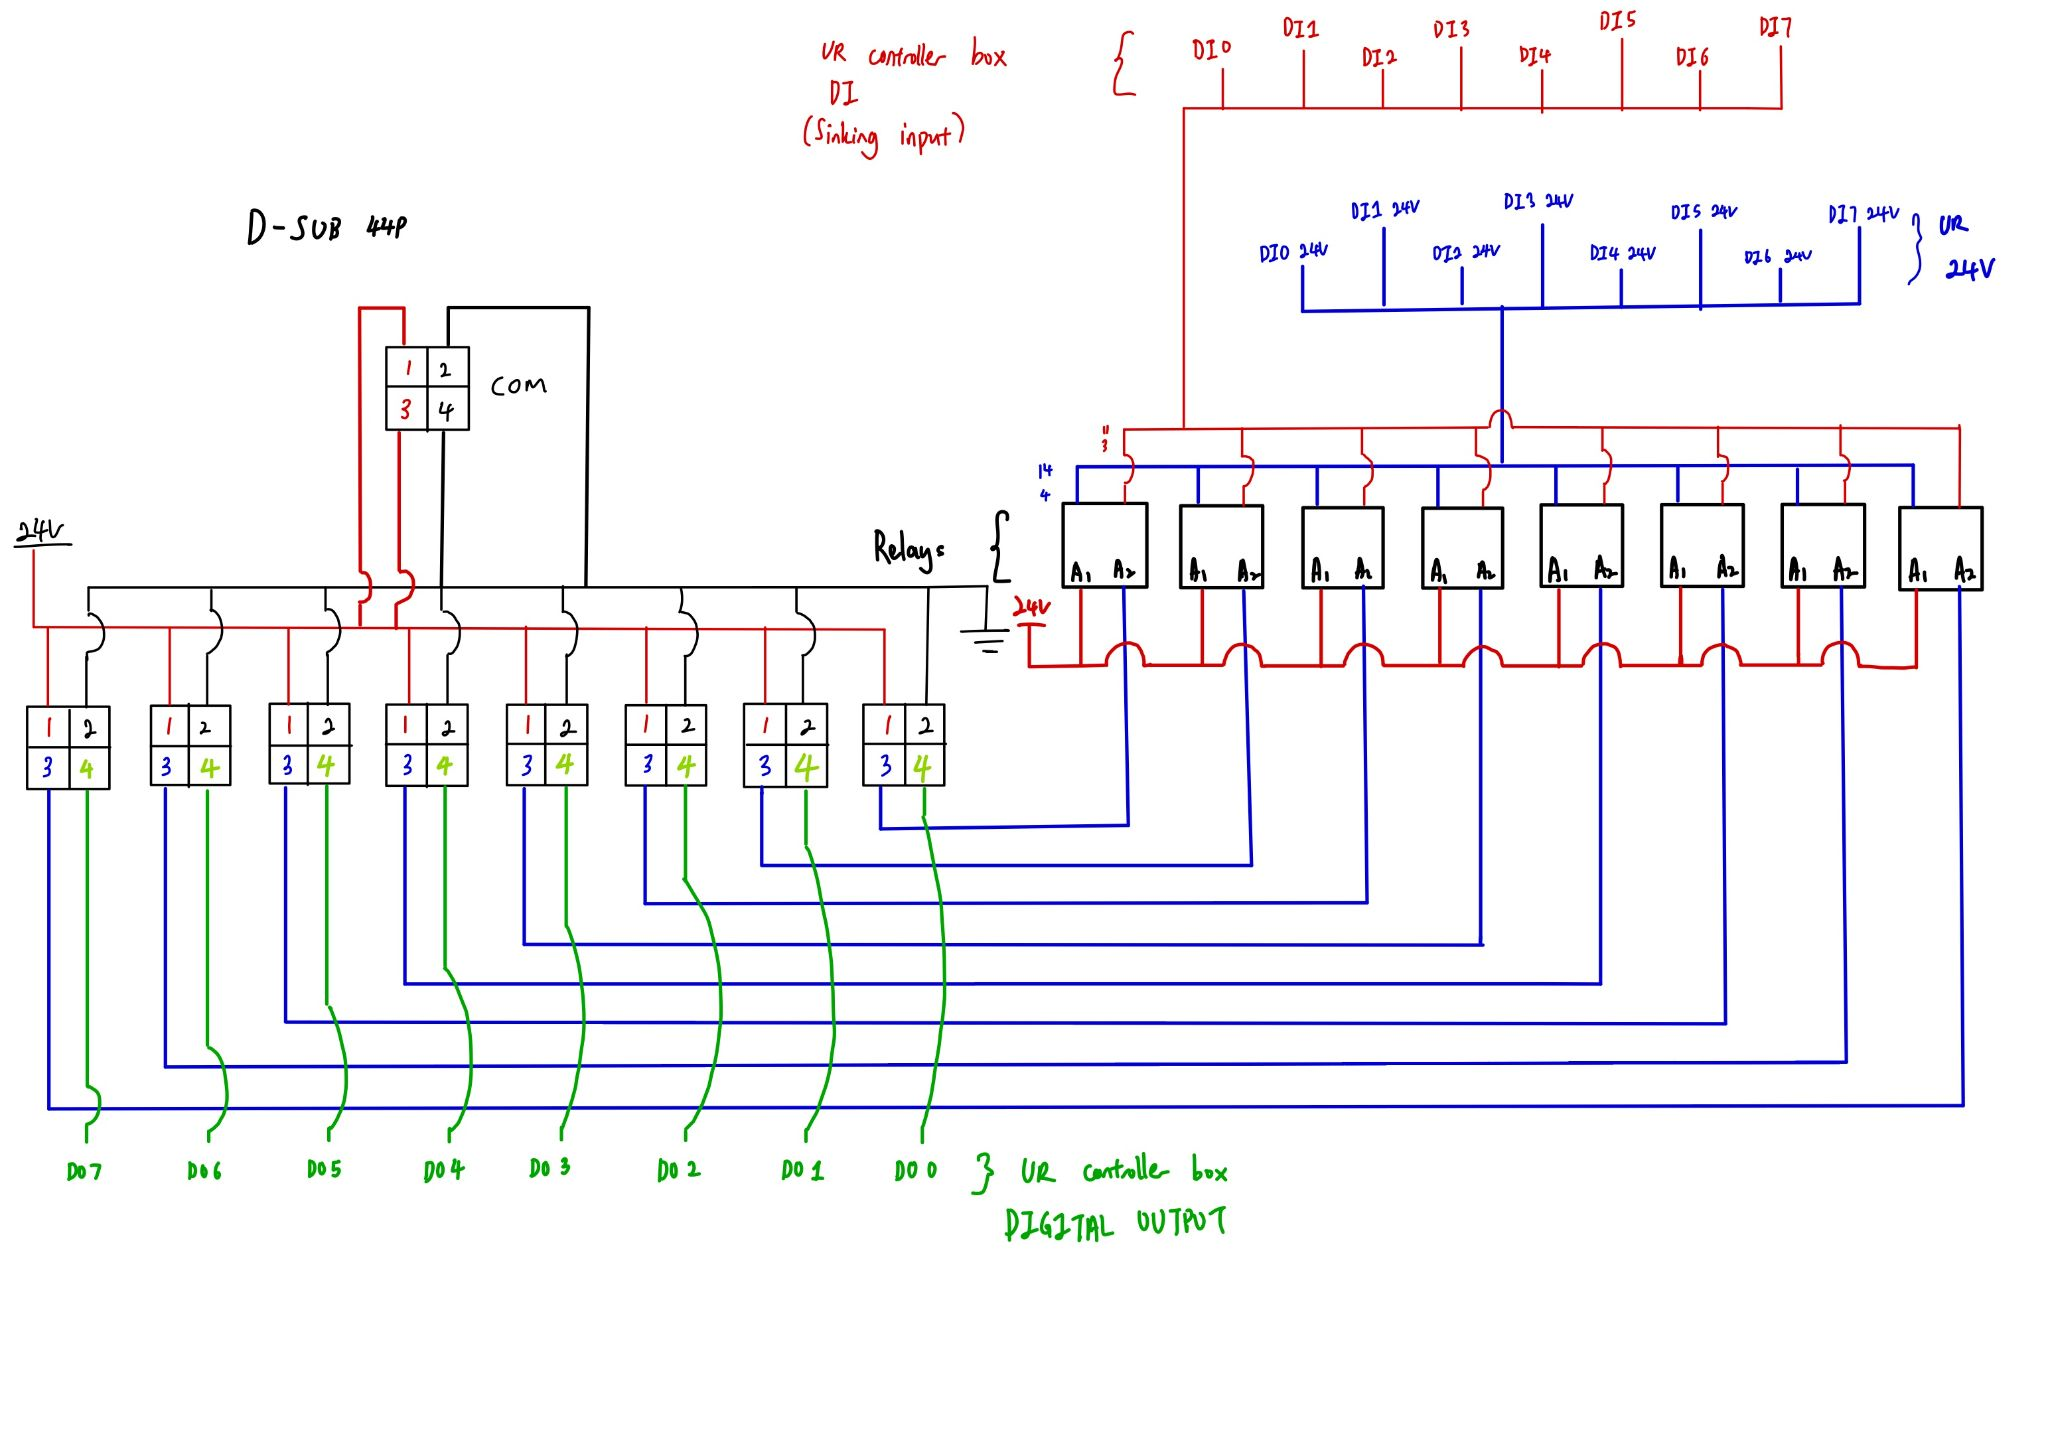 UR controller box
DI
(Sinking input)
DI0
DI1
DI2
DI3
DI4
DI5
DI6
DI7
DI0 24V
DI1 24V
DI2 24V
DI3 24V
DI4 24V
DI5 24V
DI6 24V
DI7 24V
UR
24V
D-SUB 44P
1 2
3 4
COM
24V
Relays
11
3
14
4
A1 A2
A1 A2
A1 A2
A1 A2
A1 A2
A1 A2
A1 A2
A1 A2
24V
1 2
3 4
1 2
3 4
1 2
3 4
1 2
3 4
1 2
3 4
1 2
3 4
1 2
3 4
1 2
3 4
DO7
DO6
DO5
DO4
DO3
DO2
DO1
DO0
UR controller box
DIGITAL OUTPUT